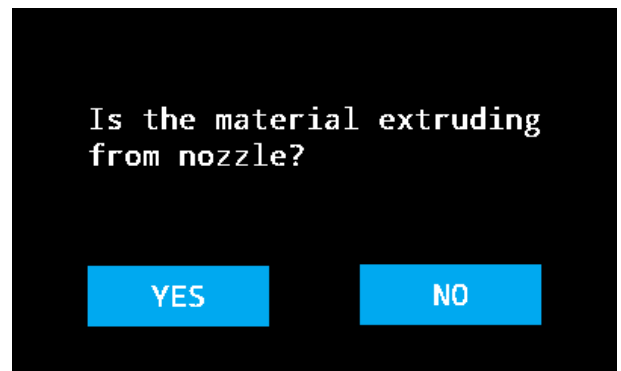 Is the material extruding
from nozzle?
YES
NO